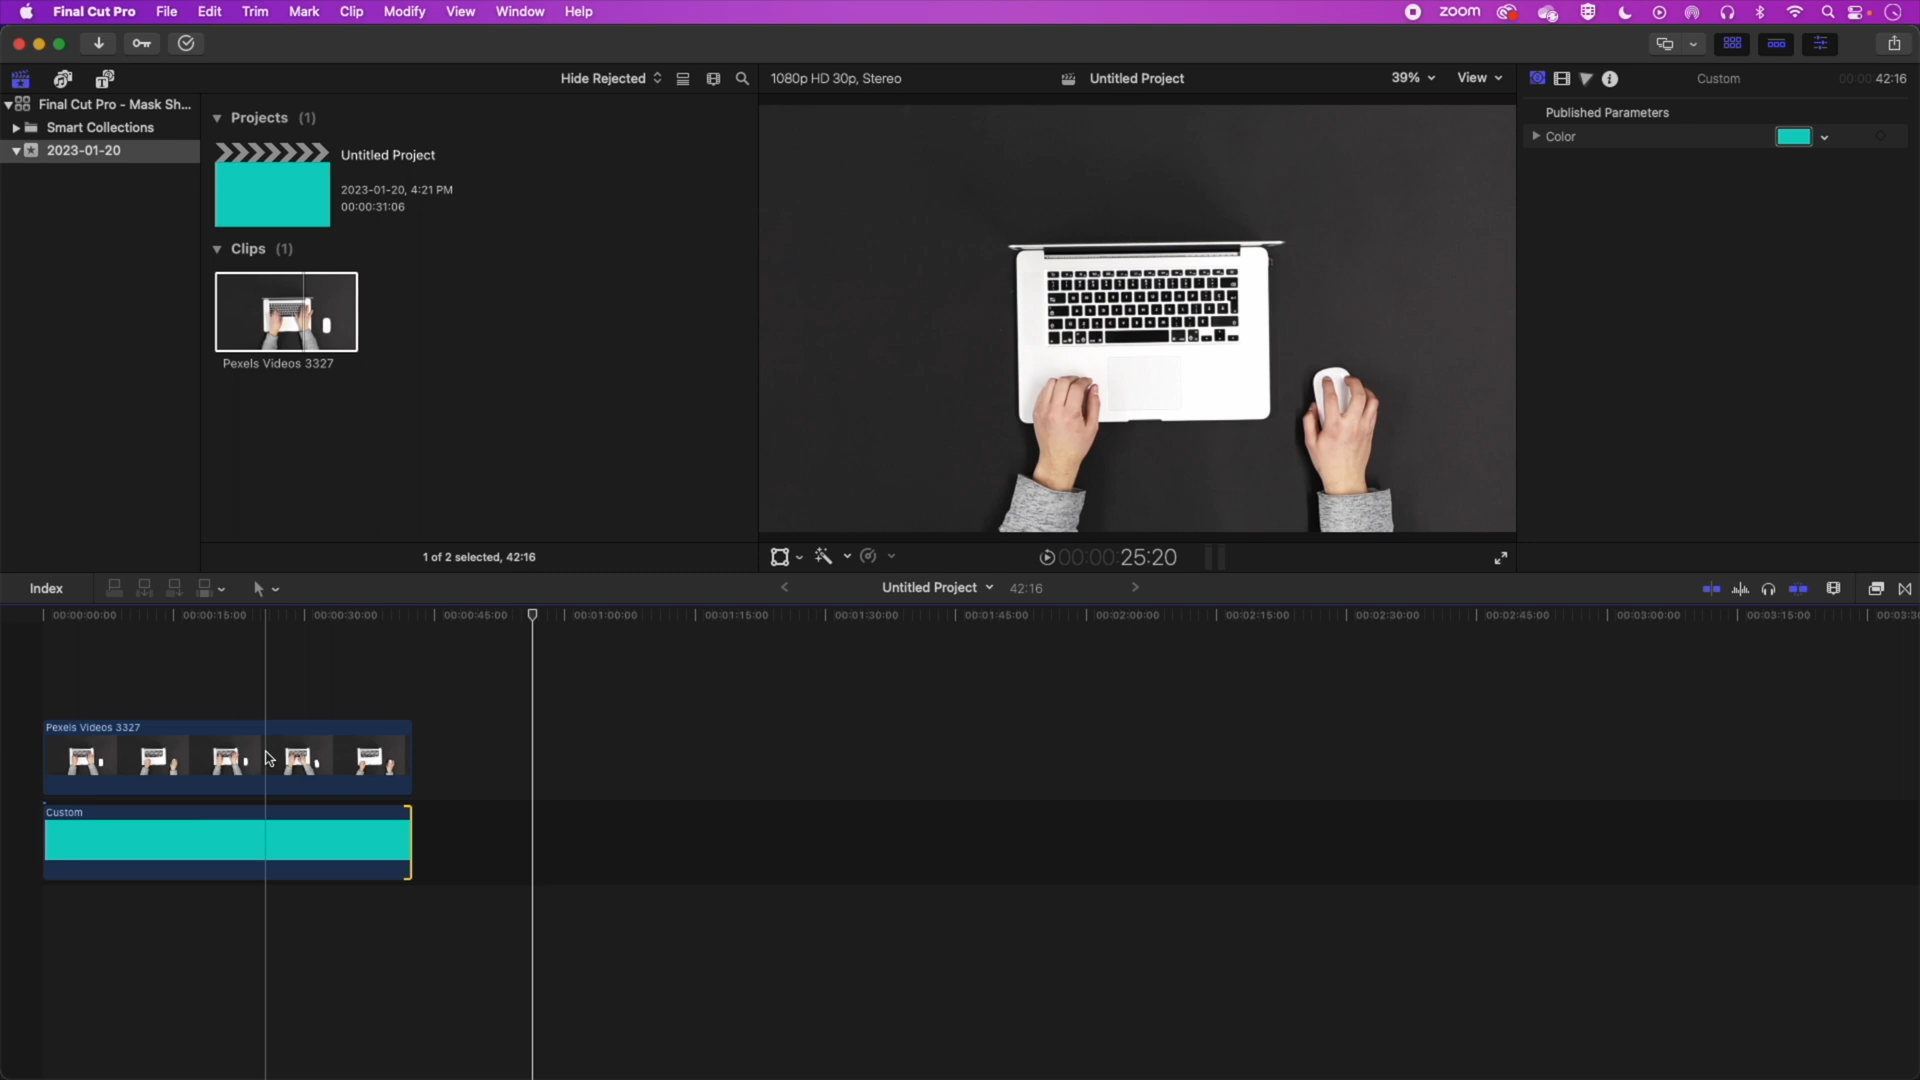 Final Cut Pro File Edit Trim Mark Clip Modify View Window Help zoom
Hide Rejected 1080p HD 30p, Stereo Untitled Project 39% View Custom 00:00:42:16
Final Cut Pro - Mask Sh...
Smart Collections
2023-01-20
Projects (1)
Untitled Project
2023-01-20, 4:21 PM
00:00:31:06
Clips (1)
Pexels Videos 3327
Published Parameters
Color
1 of 2 selected, 42:16
00:00:00:25:20
Index Untitled Project 42:16
00:00:00:00 00:00:15:00 00:00:30:00 00:00:45:00 00:01:00:00 00:01:15:00 00:01:30:00 00:01:45:00 00:02:00:00 00:02:15:00 00:02:30:00 00:02:45:00 00:03:00:00 00:03:15:00 00:03:3
Pexels Videos 3327
Custom